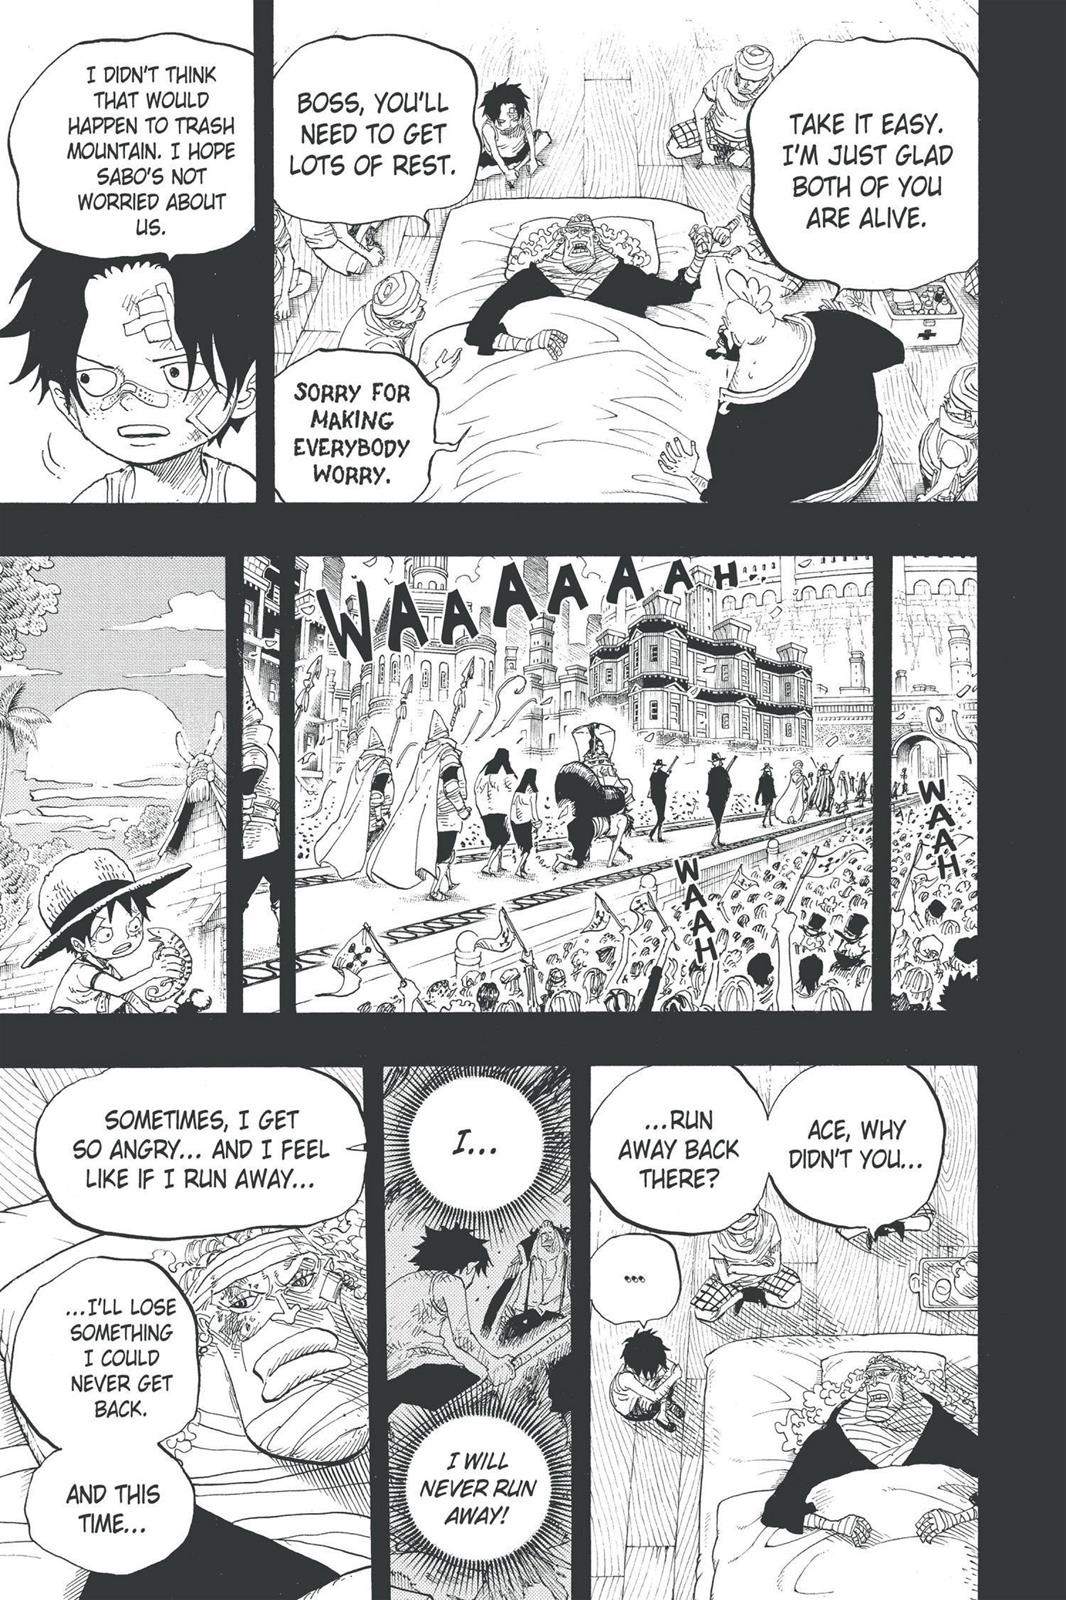 TAKE IT EASY.
I'M JUST GLAD
BOTH OF YOU
ARE ALIVE.
BOSS, YOU'LL
NEED TO GET
LOTS OF REST.
SORRY FOR
MAKING
EVERYBODY
WORRY.
I DIDN'T THINK
THAT WOULD
HAPPEN TO TRASH
MOUNTAIN. I HOPE
SABO'S NOT
WORRIED ABOUT
US.
WAAH
WAAAAAAH
WAAH
ACE, WHY
DIDN'T YOU...
...RUN
AWAY BACK
THERE?
...
I...
I WILL
NEVER RUN
AWAY!
SOMETIMES, I GET
SO ANGRY... AND I FEEL
LIKE IF I RUN AWAY...
...I'LL LOSE
SOMETHING
I COULD
NEVER GET
BACK.
AND THIS
TIME...